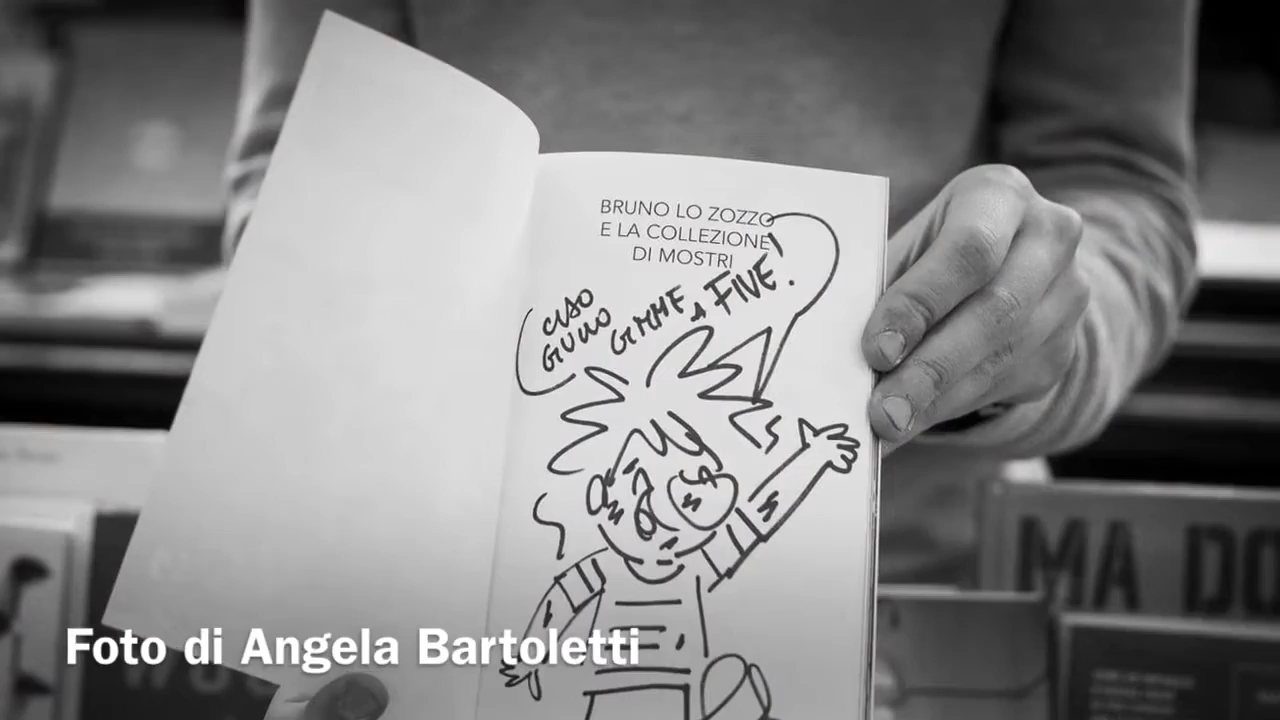 BRUNO LO ZOZZO
E LA COLLEZIONE
DI MOSTRI
CIAO
GIULIO
GIMME A FIVE!
MA DO
Foto di Angela Bartoletti